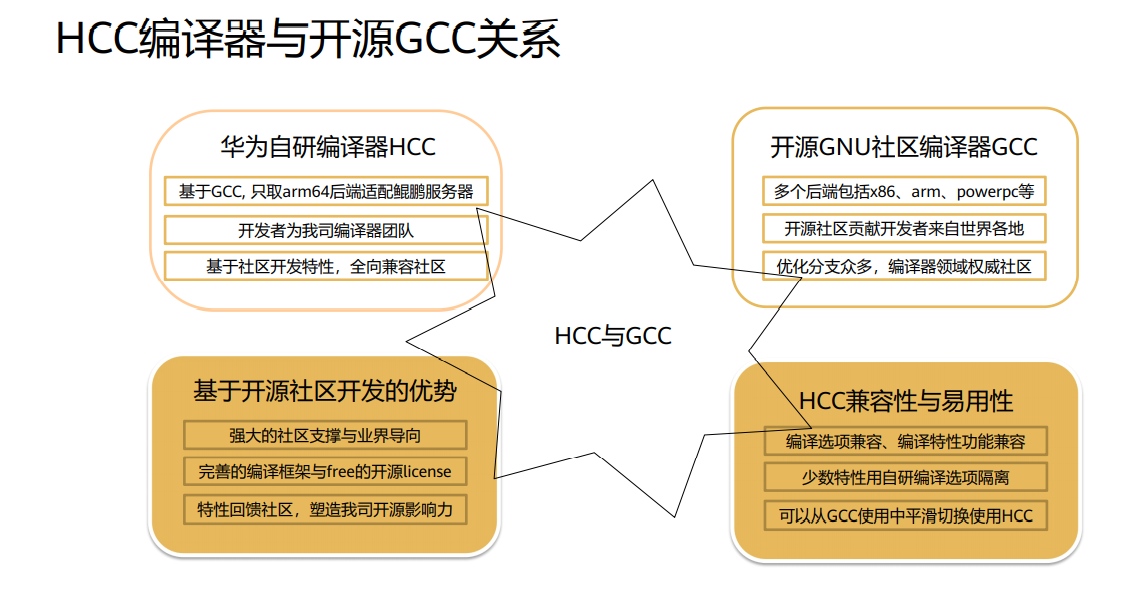 HCC编译器与开源GCC关系
华为自研编译器HCC
基于GCC, 只取arm64后端适配鲲鹏服务器
开发者为我司编译器团队
基于社区开发特性，全向兼容社区
开源GNU社区编译器GCC
多个后端包括x86、arm、powerpc等
开源社区贡献开发者来自世界各地
优化分支众多，编译器领域权威社区
HCC与GCC
基于开源社区开发的优势
强大的社区支撑与业界导向
完善的编译框架与free的开源license
特性回馈社区，塑造我司开源影响力
HCC兼容性与易用性
编译选项兼容、编译特性功能兼容
少数特性用自研编译选项隔离
可以从GCC使用中平滑切换使用HCC